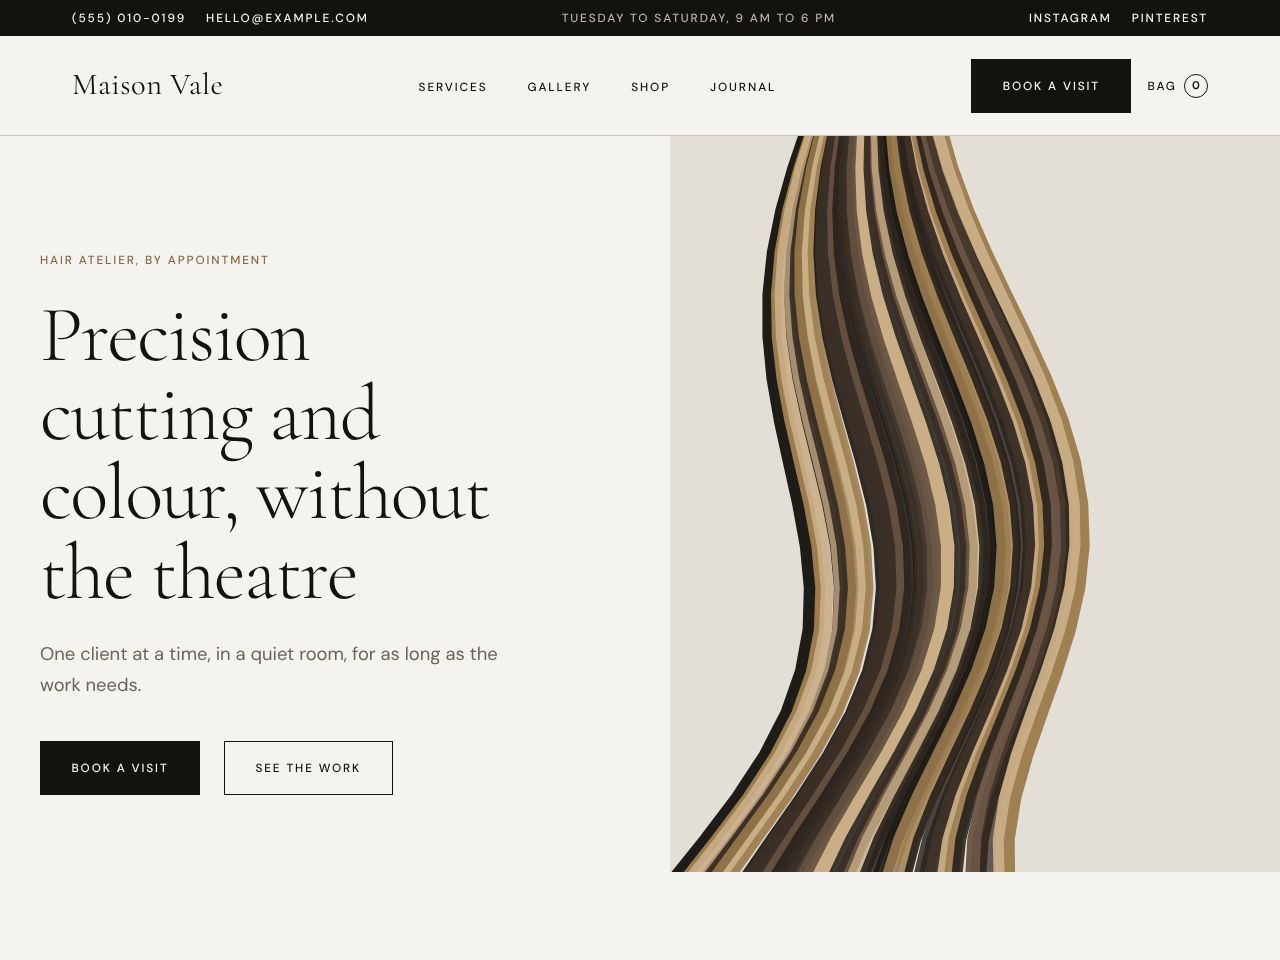 (555) 010-0199 HELLO@EXAMPLE.COM TUESDAY TO SATURDAY, 9 AM TO 6 PM INSTAGRAM PINTEREST
Maison Vale SERVICES GALLERY SHOP JOURNAL BOOK A VISIT BAG 0
HAIR ATELIER, BY APPOINTMENT
Precision
cutting and
colour, without
the theatre
One client at a time, in a quiet room, for as long as the
work needs.
BOOK A VISIT SEE THE WORK